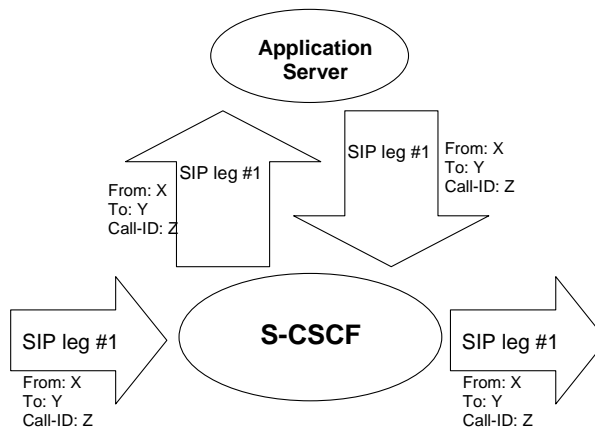 Application
Server
SIP leg #1
From: X
To: Y
Call-ID: Z
SIP leg #1
From: X
To: Y
Call-ID: Z
S-CSCF
SIP leg #1
From: X
To: Y
Call-ID: Z
SIP leg #1
From: X
To: Y
Call-ID: Z